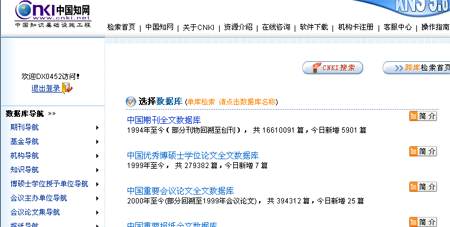 CNKI 中国知网
www.cnki.net
中国知识基础设施工程
检索首页 | 中国知网 | 关于CNKI | 资源介绍 | 在线咨询 | 软件下载 | 机构卡注册 | 客服中心 | 操作指南
欢迎DX0452访问!
退出登录
CNKI搜索
>> 跨库检索首页
数据库导航 >>
期刊导航
基金导航
机构导航
知识导航
博硕士学位授予单位导航
会议主办单位导航
会议论文集导航
报纸导航
选择数据库 (单库检索 请点击数据库名称)
中国期刊全文数据库
简介
1994年至今(部分刊物回溯至创刊), 共 16610091 篇,今日新增 5901 篇
中国优秀博硕士学位论文全文数据库
简介
1999年至今, 共 279382 篇,今日新增 7 篇
中国重要会议论文全文数据库
简介
2000年至今(部分回溯至1999年会议论文), 共 394312 篇,今日新增 25 篇
中国重要报纸全文数据库
简介